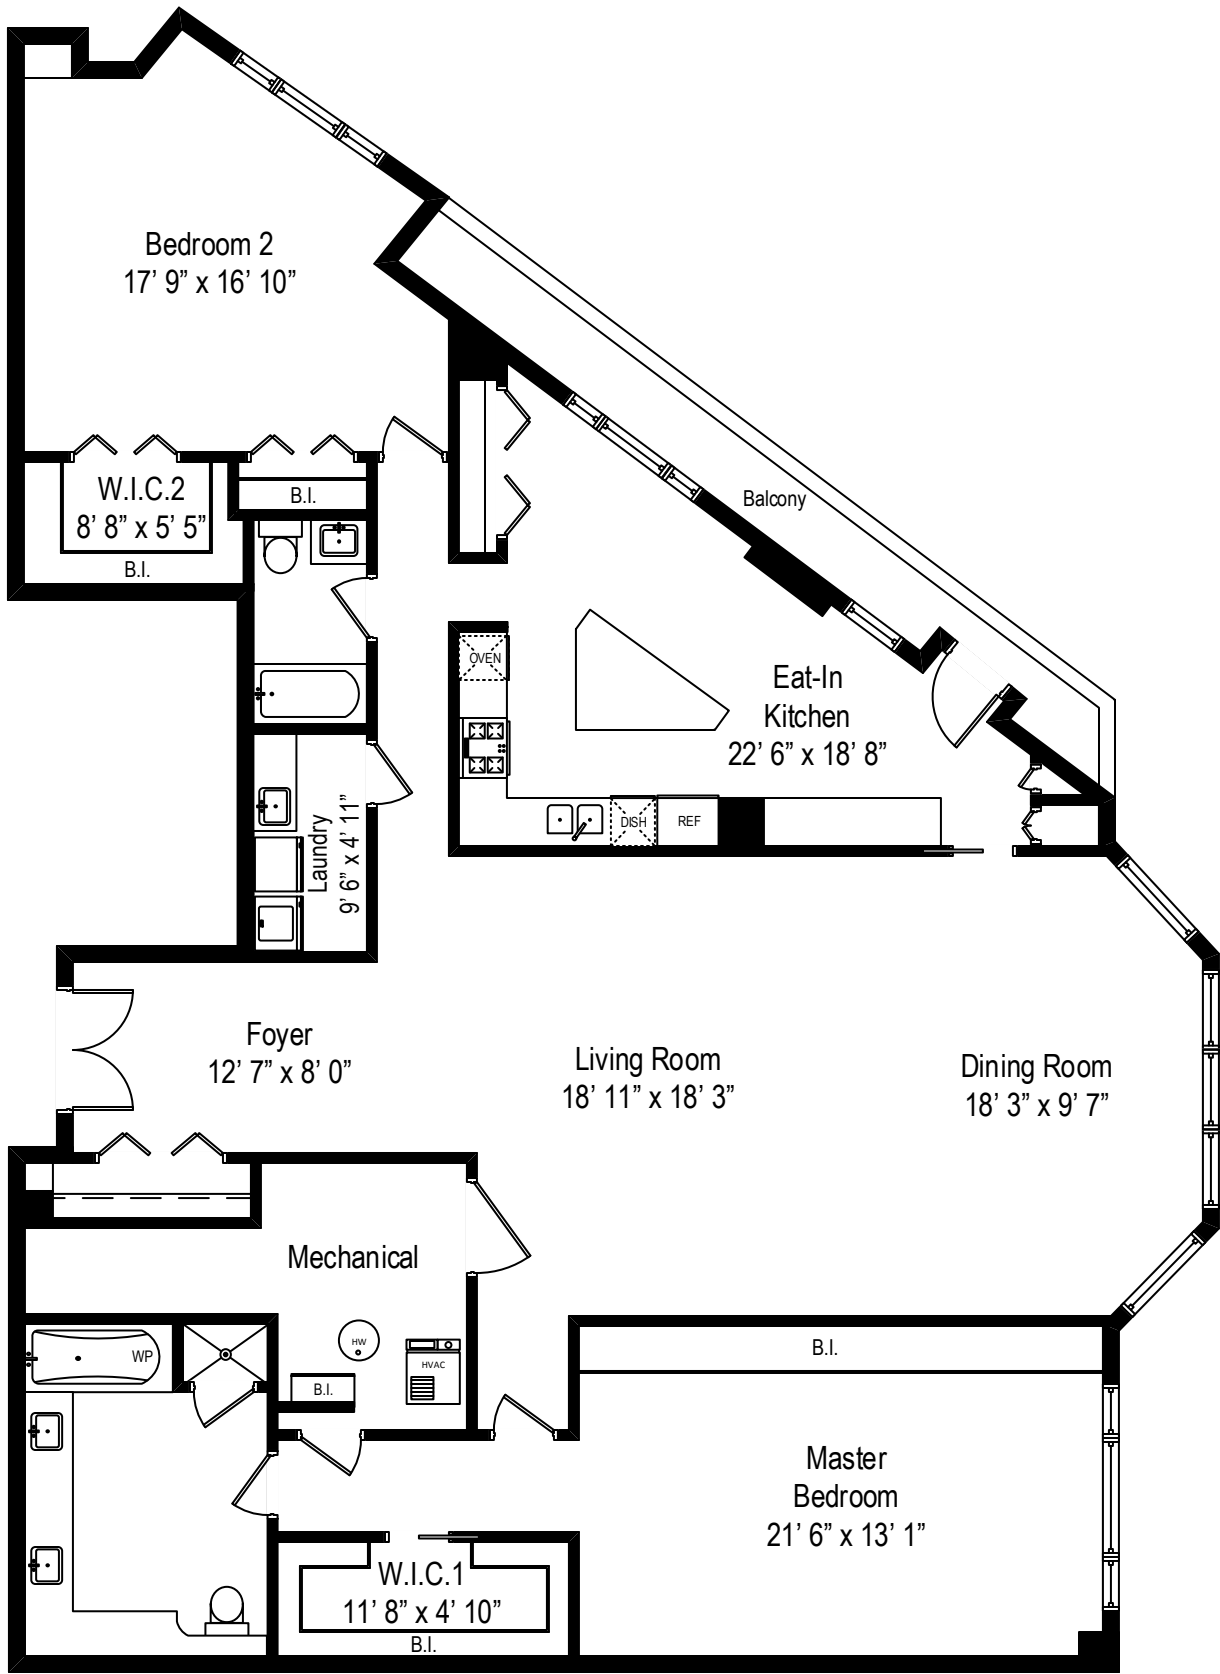 Bedroom 2
17’ 9” x 16’ 10”
W.I.C.2
8’ 8” x 5’ 5”
B.I.
B.I.
Balcony
OVEN
Eat-In
Kitchen
22’ 6” x 18’ 8”
DISH
REF
Laundry
9’ 6” x 4’ 11”
Foyer
12’ 7” x 8’ 0”
Living Room
18’ 11” x 18’ 3”
Dining Room
18’ 3” x 9’ 7”
Mechanical
HW
HVAC
B.I.
WP
B.I.
Master
Bedroom
21’ 6” x 13’ 1”
W.I.C.1
11’ 8” x 4’ 10”
B.I.